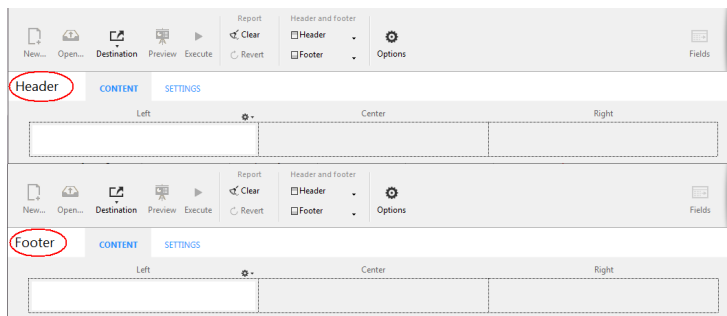 Report Header and footer
Clear Header
New... Open... Destination Preview Execute Revert Footer Options Fields
Header CONTENT SETTINGS
Left Center Right
Report Header and footer
Clear Header
New... Open... Destination Preview Execute Revert Footer Options Fields
Footer CONTENT SETTINGS
Left Center Right